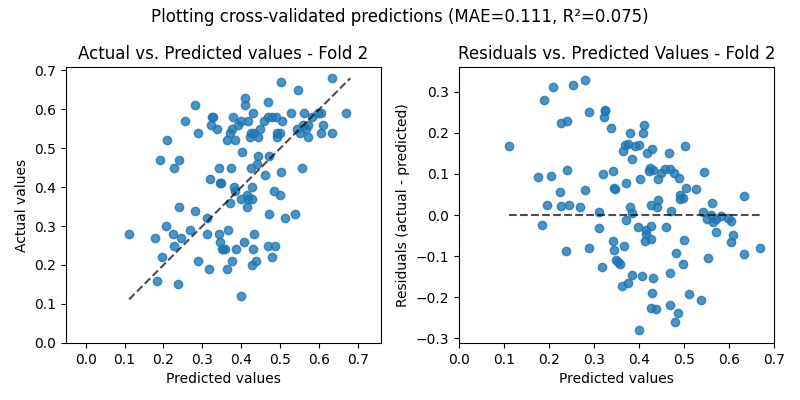 Plotting cross-validated predictions (MAE=0.111, R²=0.075)
Actual vs. Predicted values - Fold 2
Actual values
0.7
0.6
0.5
0.4
0.3
0.2
0.1
0.0
0.0 0.1 0.2 0.3 0.4 0.5 0.6 0.7
Predicted values
Residuals vs. Predicted Values - Fold 2
Residuals (actual - predicted)
0.3
0.2
0.1
0.0
−0.1
−0.2
−0.3
0.0 0.1 0.2 0.3 0.4 0.5 0.6 0.7
Predicted values